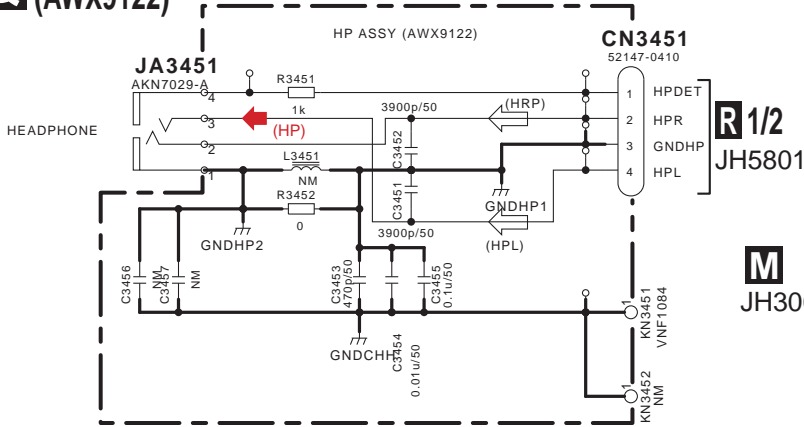 (AWX9122)
HP ASSY (AWX9122)
CN3451
52147-0410
JA3451
AKN7029-A
HEADPHONE
4
3
2
1
R3451
1k
(HP)
3900p/50
C3452
(HRP)
1 HPDET
2 HPR
3 GNDHP
4 HPL
R 1/2
JH5801
L3451
NM
R3452
0
C3451
3900p/50
GNDHP1
(HPL)
GNDHP2
C3456
NM
C3457
NM
C3453
470p/50
C3454
0.01u/50
C3455
0.1u/50
GNDCHH
1
KN3451
VNF1084
1
KN3452
NM
M